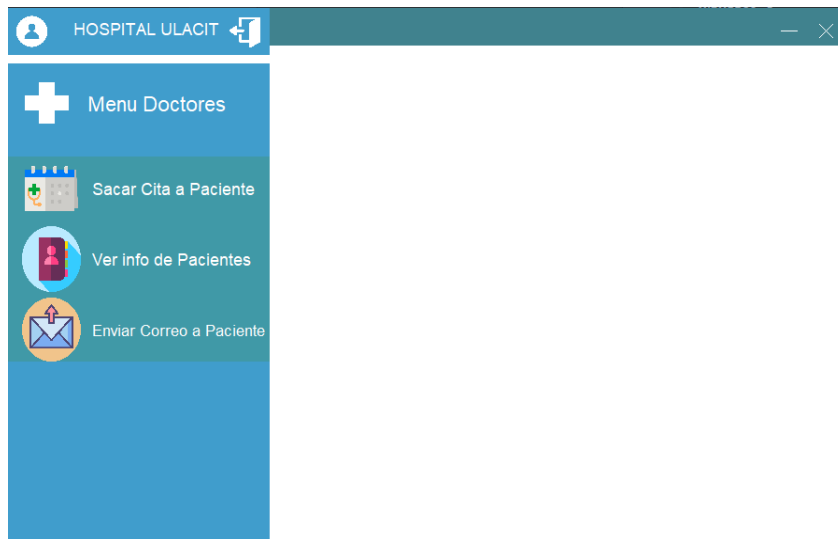 HOSPITAL ULACIT
Menu Doctores
Sacar Cita a Paciente
Ver info de Pacientes
Enviar Correo a Paciente